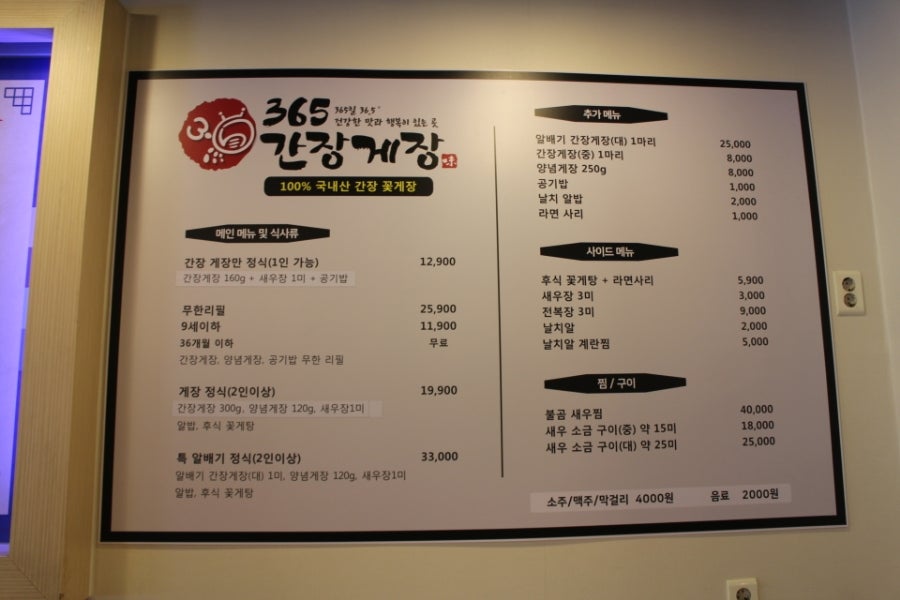 365
365일 36.5°
건강한 맛과 행복이 있는 곳
간장게장
味
100% 국내산 간장 꽃게장
메인 메뉴 및 식사류
간장 게장만 정식(1인 가능) 12,900
간장게장 160g + 새우장 1미 + 공기밥
무한리필 25,900
9세이하 11,900
36개월 이하 무료
간장게장, 양념게장, 공기밥 무한 리필
게장 정식(2인이상) 19,900
간장게장 300g, 양념게장 120g, 새우장1미
알밥, 후식 꽃게탕
특 알배기 정식(2인이상) 33,000
알배기 간장게장(대) 1미, 양념게장 120g, 새우장1미
알밥, 후식 꽃게탕
추가 메뉴
알배기 간장게장(대) 1마리 25,000
간장게장(중) 1마리 8,000
양념게장 250g 8,000
공기밥 1,000
날치 알밥 2,000
라면 사리 1,000
사이드 메뉴
후식 꽃게탕 + 라면사리 5,900
새우장 3미 3,000
전복장 3미 9,000
날치알 2,000
날치알 계란찜 5,000
찜 / 구이
불곰 새우찜 40,000
새우 소금 구이(중) 약 15미 18,000
새우 소금 구이(대) 약 25미 25,000
소주/맥주/막걸리 4000원 음료 2000원